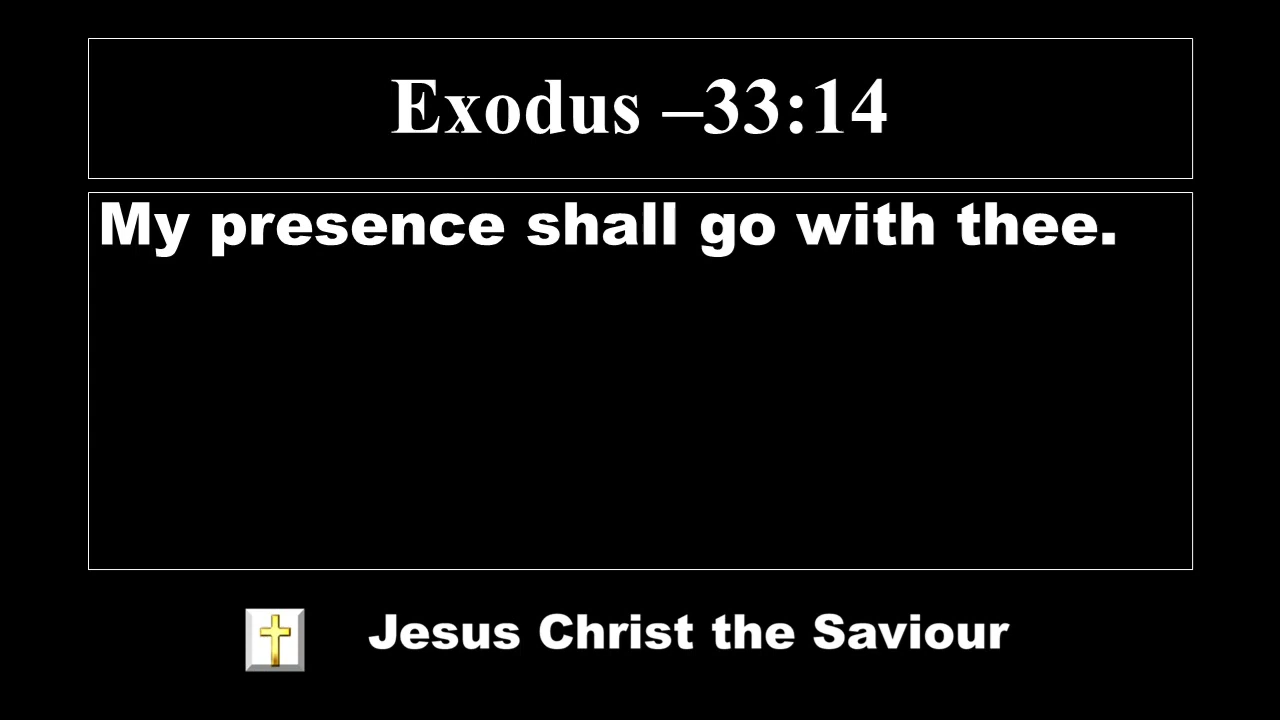 Exodus –33:14
My presence shall go with thee.
Jesus Christ the Saviour